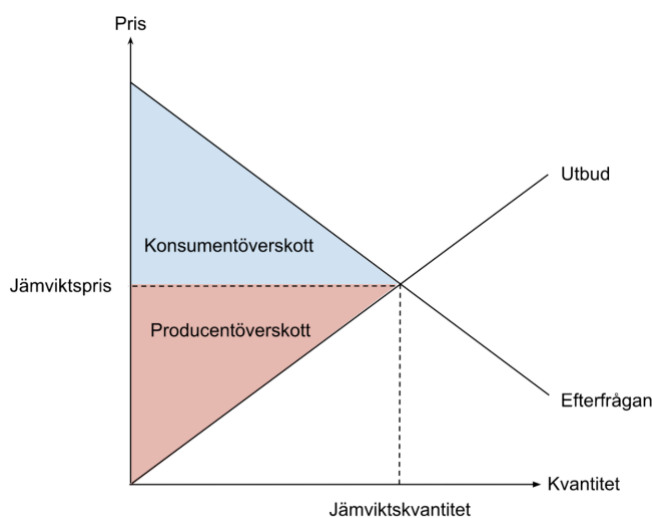 Pris
Utbud
Konsumentöverskott
Jämviktspris
Producentöverskott
Efterfrågan
Kvantitet
Jämviktskvantitet